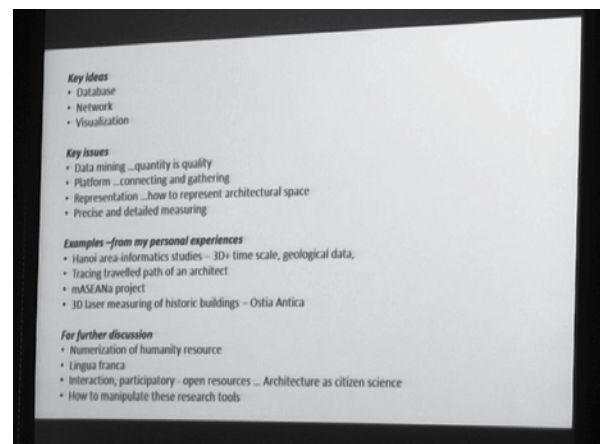 Key ideas
• Database
• Network
• Visualization
Key issues
• Data mining ...quantity is quality
• Platform ...connecting and gathering
• Representation ...how to represent architectural space
• Precise and detailed measuring
Examples –from my personal experiences
• Hanoi area-informatics studies – 3D+ time scale, geological data,
• Tracing travelled path of an architect
• mASEANa project
• 3D laser measuring of historic buildings – Ostia Antica
For further discussion
• Numerization of humanity resource
• Lingua franca
• Interaction, participatory - open resources ... Architecture as citizen science
• How to manipulate these research tools